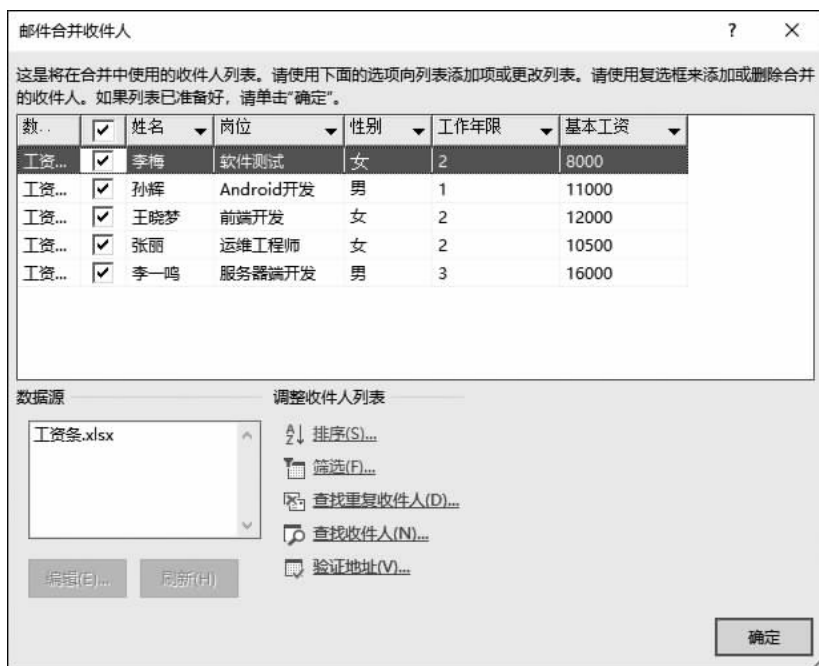 邮件合并收件人 ? ×
这是将在合并中使用的收件人列表。请使用下面的选项向列表添加项或更改列表。请使用复选框来添加或删除合并
的收件人。如果列表已准备好，请单击“确定”。
数... 姓名 岗位 性别 工作年限 基本工资
工资... 李梅 软件测试 女 2 8000
工资... 孙辉 Android开发 男 1 11000
工资... 王晓梦 前端开发 女 2 12000
工资... 张丽 运维工程师 女 2 10500
工资... 李一鸣 服务器端开发 男 3 16000
数据源 调整收件人列表
工资条.xlsx
排序(S)...
筛选(F)...
查找重复收件人(D)...
查找收件人(N)...
验证地址(V)...
编辑(E)... 刷新(H)
确定